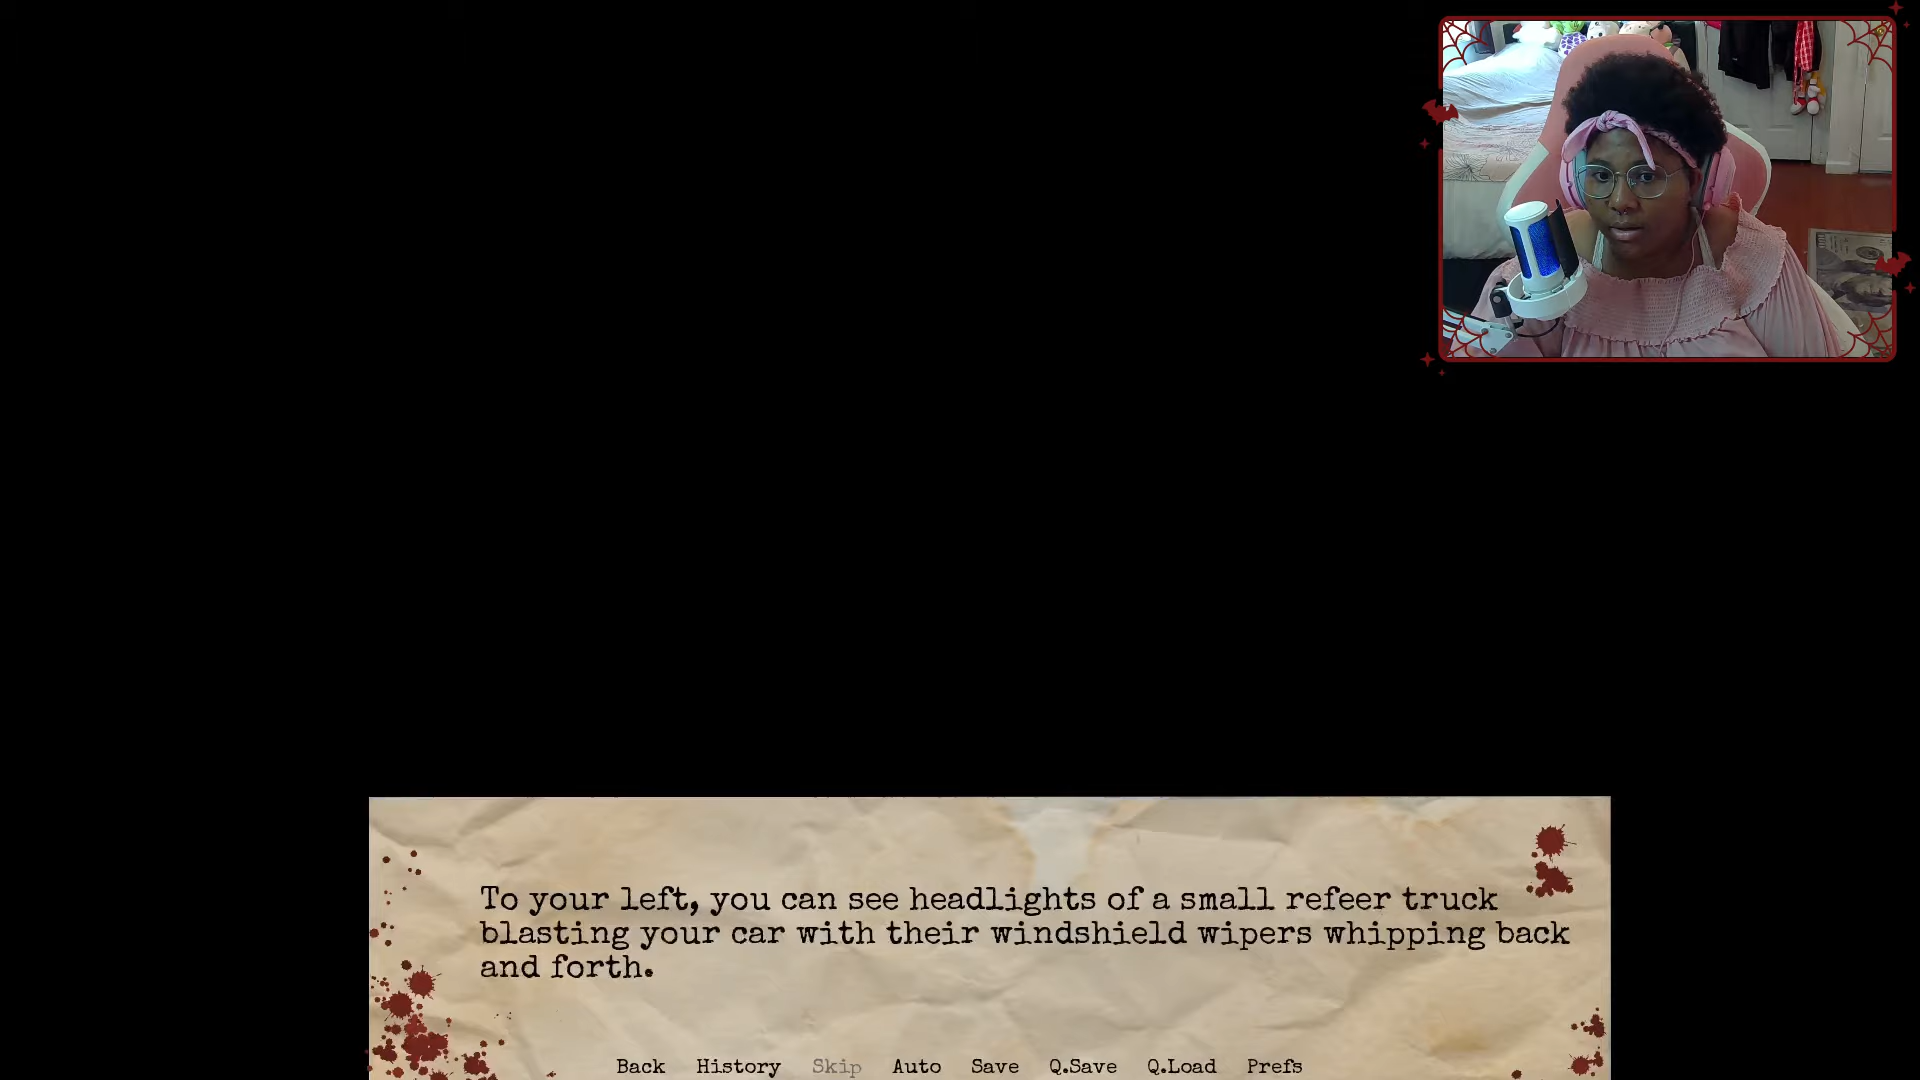 To your left, you can see headlights of a small refeer truck
blasting your car with their windshield wipers whipping back
and forth.
Back History Skip Auto Save Q.Save Q.Load Prefs